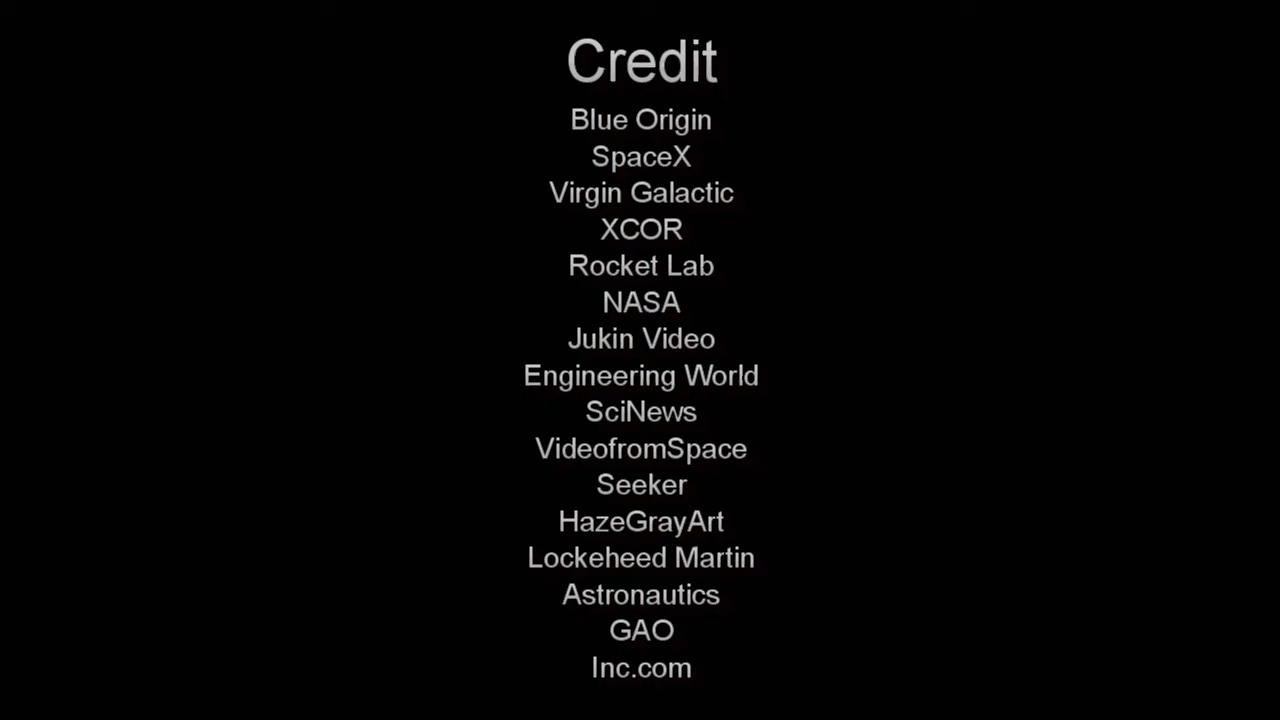 Credit
Blue Origin
SpaceX
Virgin Galactic
XCOR
Rocket Lab
NASA
Jukin Video
Engineering World
SciNews
VideofromSpace
Seeker
HazeGrayArt
Lockeheed Martin
Astronautics
GAO
Inc.com